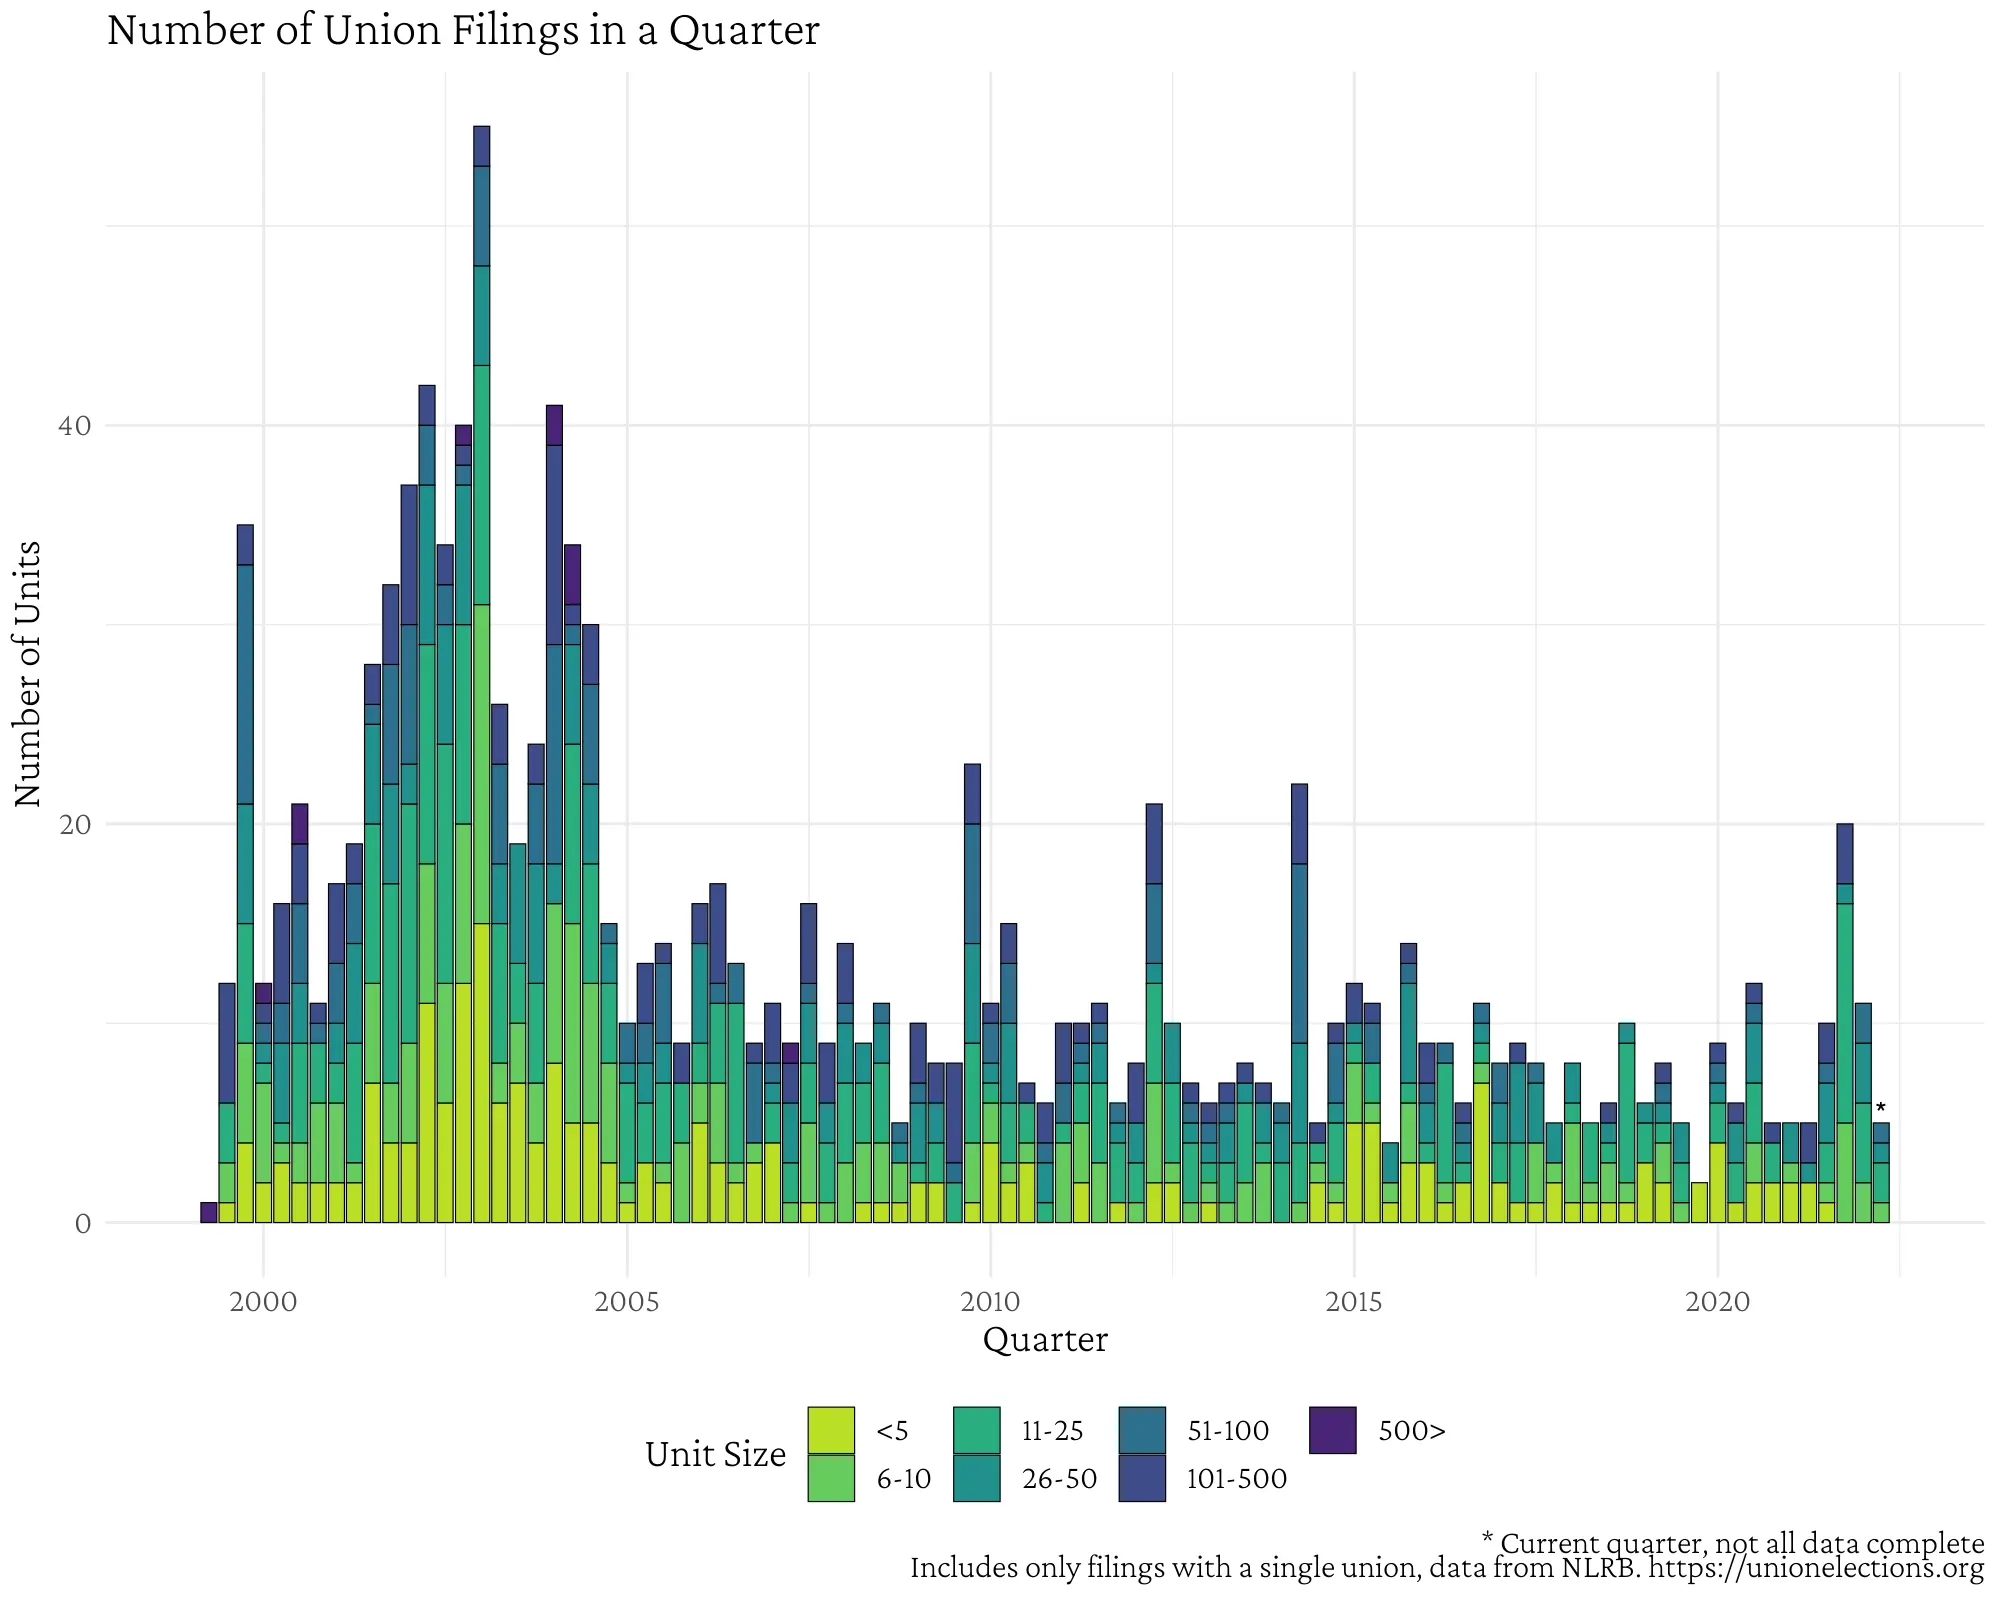 Number of Union Filings in a Quarter
Number of Units
40
20
0
*
2000 2005 2010 2015 2020
Quarter
Unit Size
<5 11-25 51-100 500>
6-10 26-50 101-500
* Current quarter, not all data complete
Includes only filings with a single union, data from NLRB. https://unionelections.org